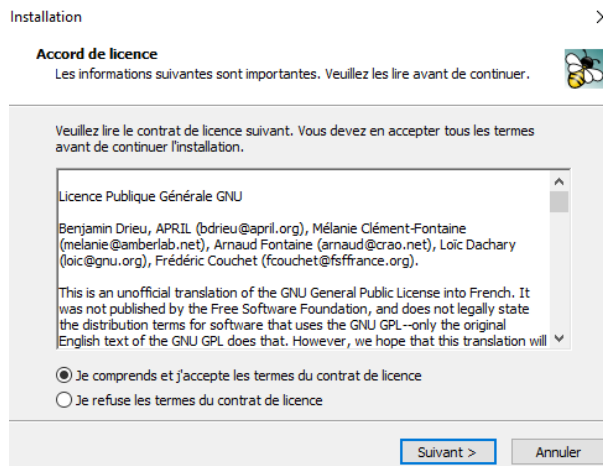 Installation
Accord de licence
Les informations suivantes sont importantes. Veuillez les lire avant de continuer.
Veuillez lire le contrat de licence suivant. Vous devez en accepter tous les termes
avant de continuer l'installation.
Licence Publique Générale GNU
Benjamin Drieu, APRIL (bdrieu@april.org), Mélanie Clément-Fontaine
(melanie@amberlab.net), Arnaud Fontaine (arnaud@crao.net), Loïc Dachary
(loic@gnu.org), Frédéric Couchet (fcouchet@fsffrance.org).
This is an unofficial translation of the GNU General Public License into French. It
was not published by the Free Software Foundation, and does not legally state
the distribution terms for software that uses the GNU GPL--only the original
English text of the GNU GPL does that. However, we hope that this translation will
Je comprends et j'accepte les termes du contrat de licence
Je refuse les termes du contrat de licence
Suivant >
Annuler